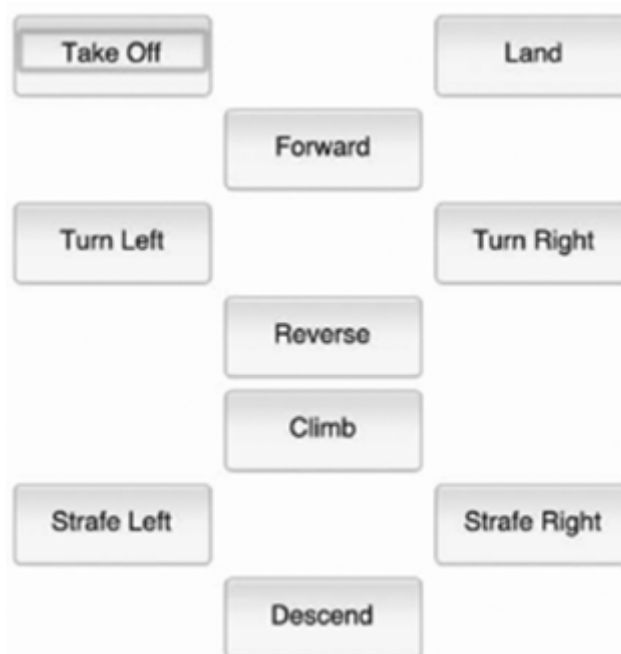 Take Off
Land
Forward
Turn Left
Turn Right
Reverse
Climb
Strafe Left
Strafe Right
Descend